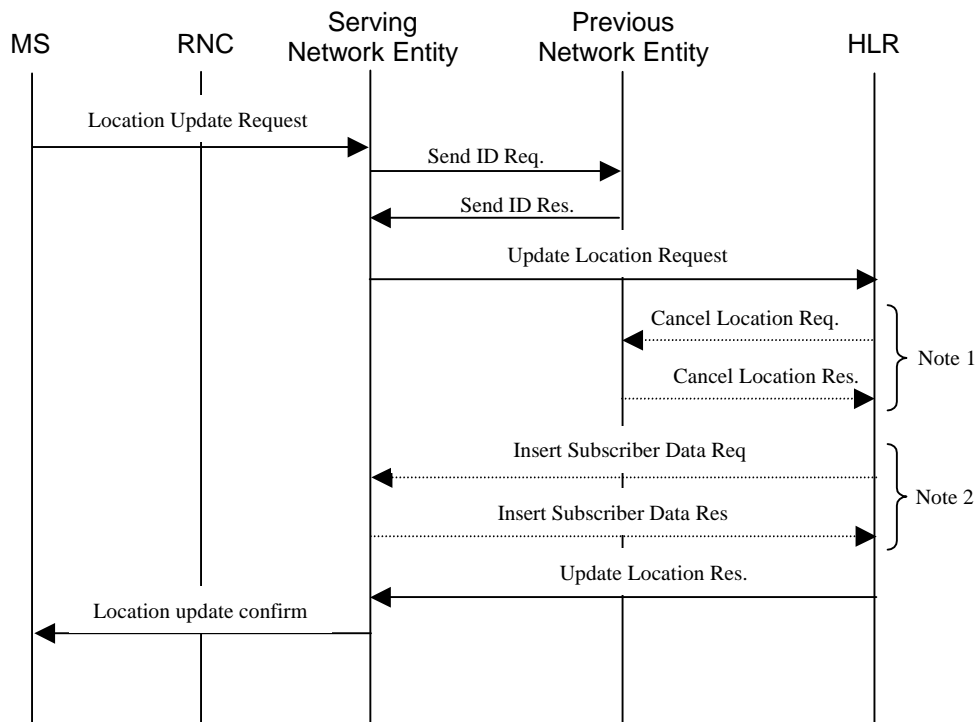 MS
RNC
Serving
Network Entity
Previous
Network Entity
HLR
Location Update Request
Send ID Req.
Send ID Res.
Update Location Request
Cancel Location Req.
Note 1
Cancel Location Res.
Insert Subscriber Data Req
Note 2
Insert Subscriber Data Res
Update Location Res.
Location update confirm